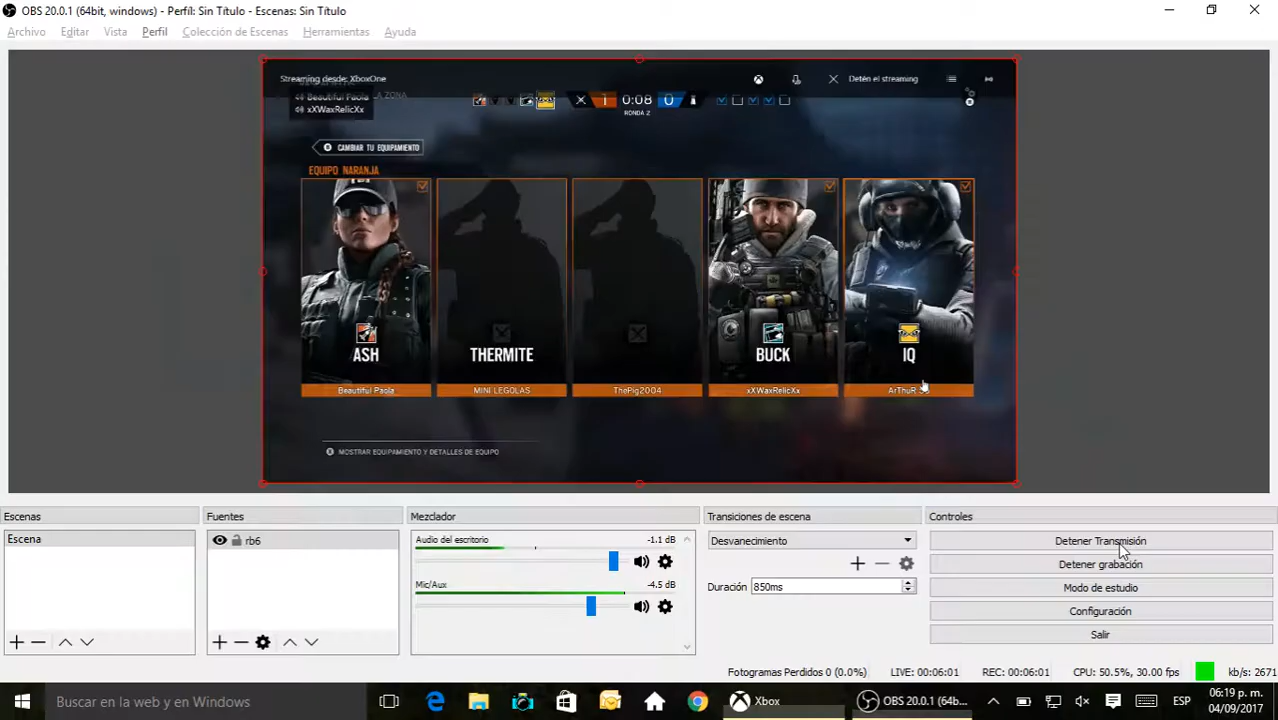 OBS 20.0.1 (64bit, windows) - Perfil: Sin Título - Escenas: Sin Título
Archivo Editar Vista Perfil Colección de Escenas Herramientas Ayuda
Streaming desde: XboxOne
Detén el streaming
Beautiful Paola
LA ZONA
xXWaxRelicXx
1 0:08 0
RONDA 2
CAMBIAR TU EQUIPAMIENTO
EQUIPO NARANJA
ASH THERMITE BUCK IQ
Beautiful Paola MINI LEGOLAS ThePig2004 xXWaxRelicXx
MOSTRAR EQUIPAMIENTO Y DETALLES DE EQUIPO
Escenas Fuentes Mezclador Transiciones de escena Controles
Escena
rb6
Audio del escritorio -1.1 dB
Mic/Aux -4.5 dB
Desvanecimiento
Duración 850ms
Detener Transmisión
Detener grabación
Modo de estudio
Configuración
Salir
Fotogramas Perdidos 0 (0.0%) LIVE: 00:06:01 REC: 00:06:01 CPU: 50.5%, 30.00 fps kb/s: 2671
Buscar en la web y en Windows
Xbox
OBS 20.0.1 (64b...
ESP
06:19 p. m.
04/09/2017